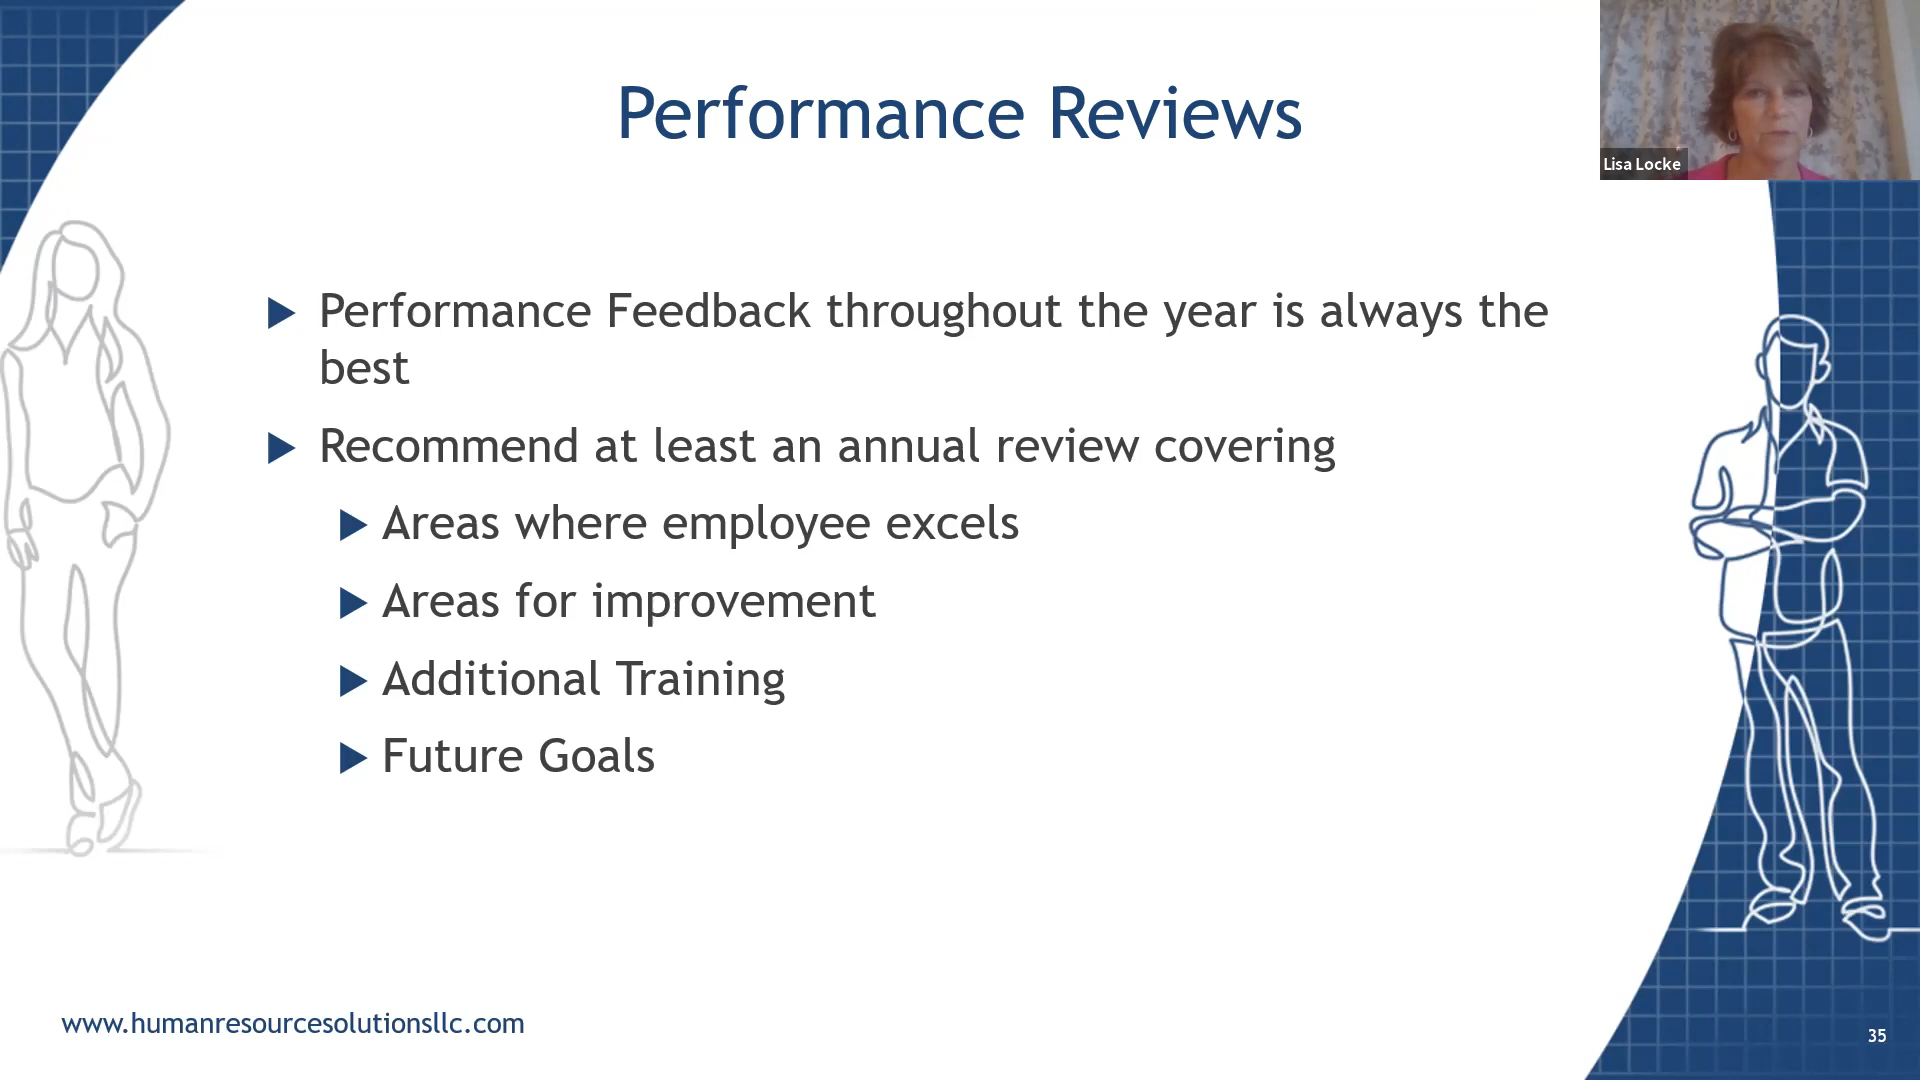 Performance Reviews
Lisa Locke
Performance Feedback throughout the year is always the
best
Recommend at least an annual review covering
Areas where employee excels
Areas for improvement
Additional Training
Future Goals
www.humanresourcesolutionsllc.com
35